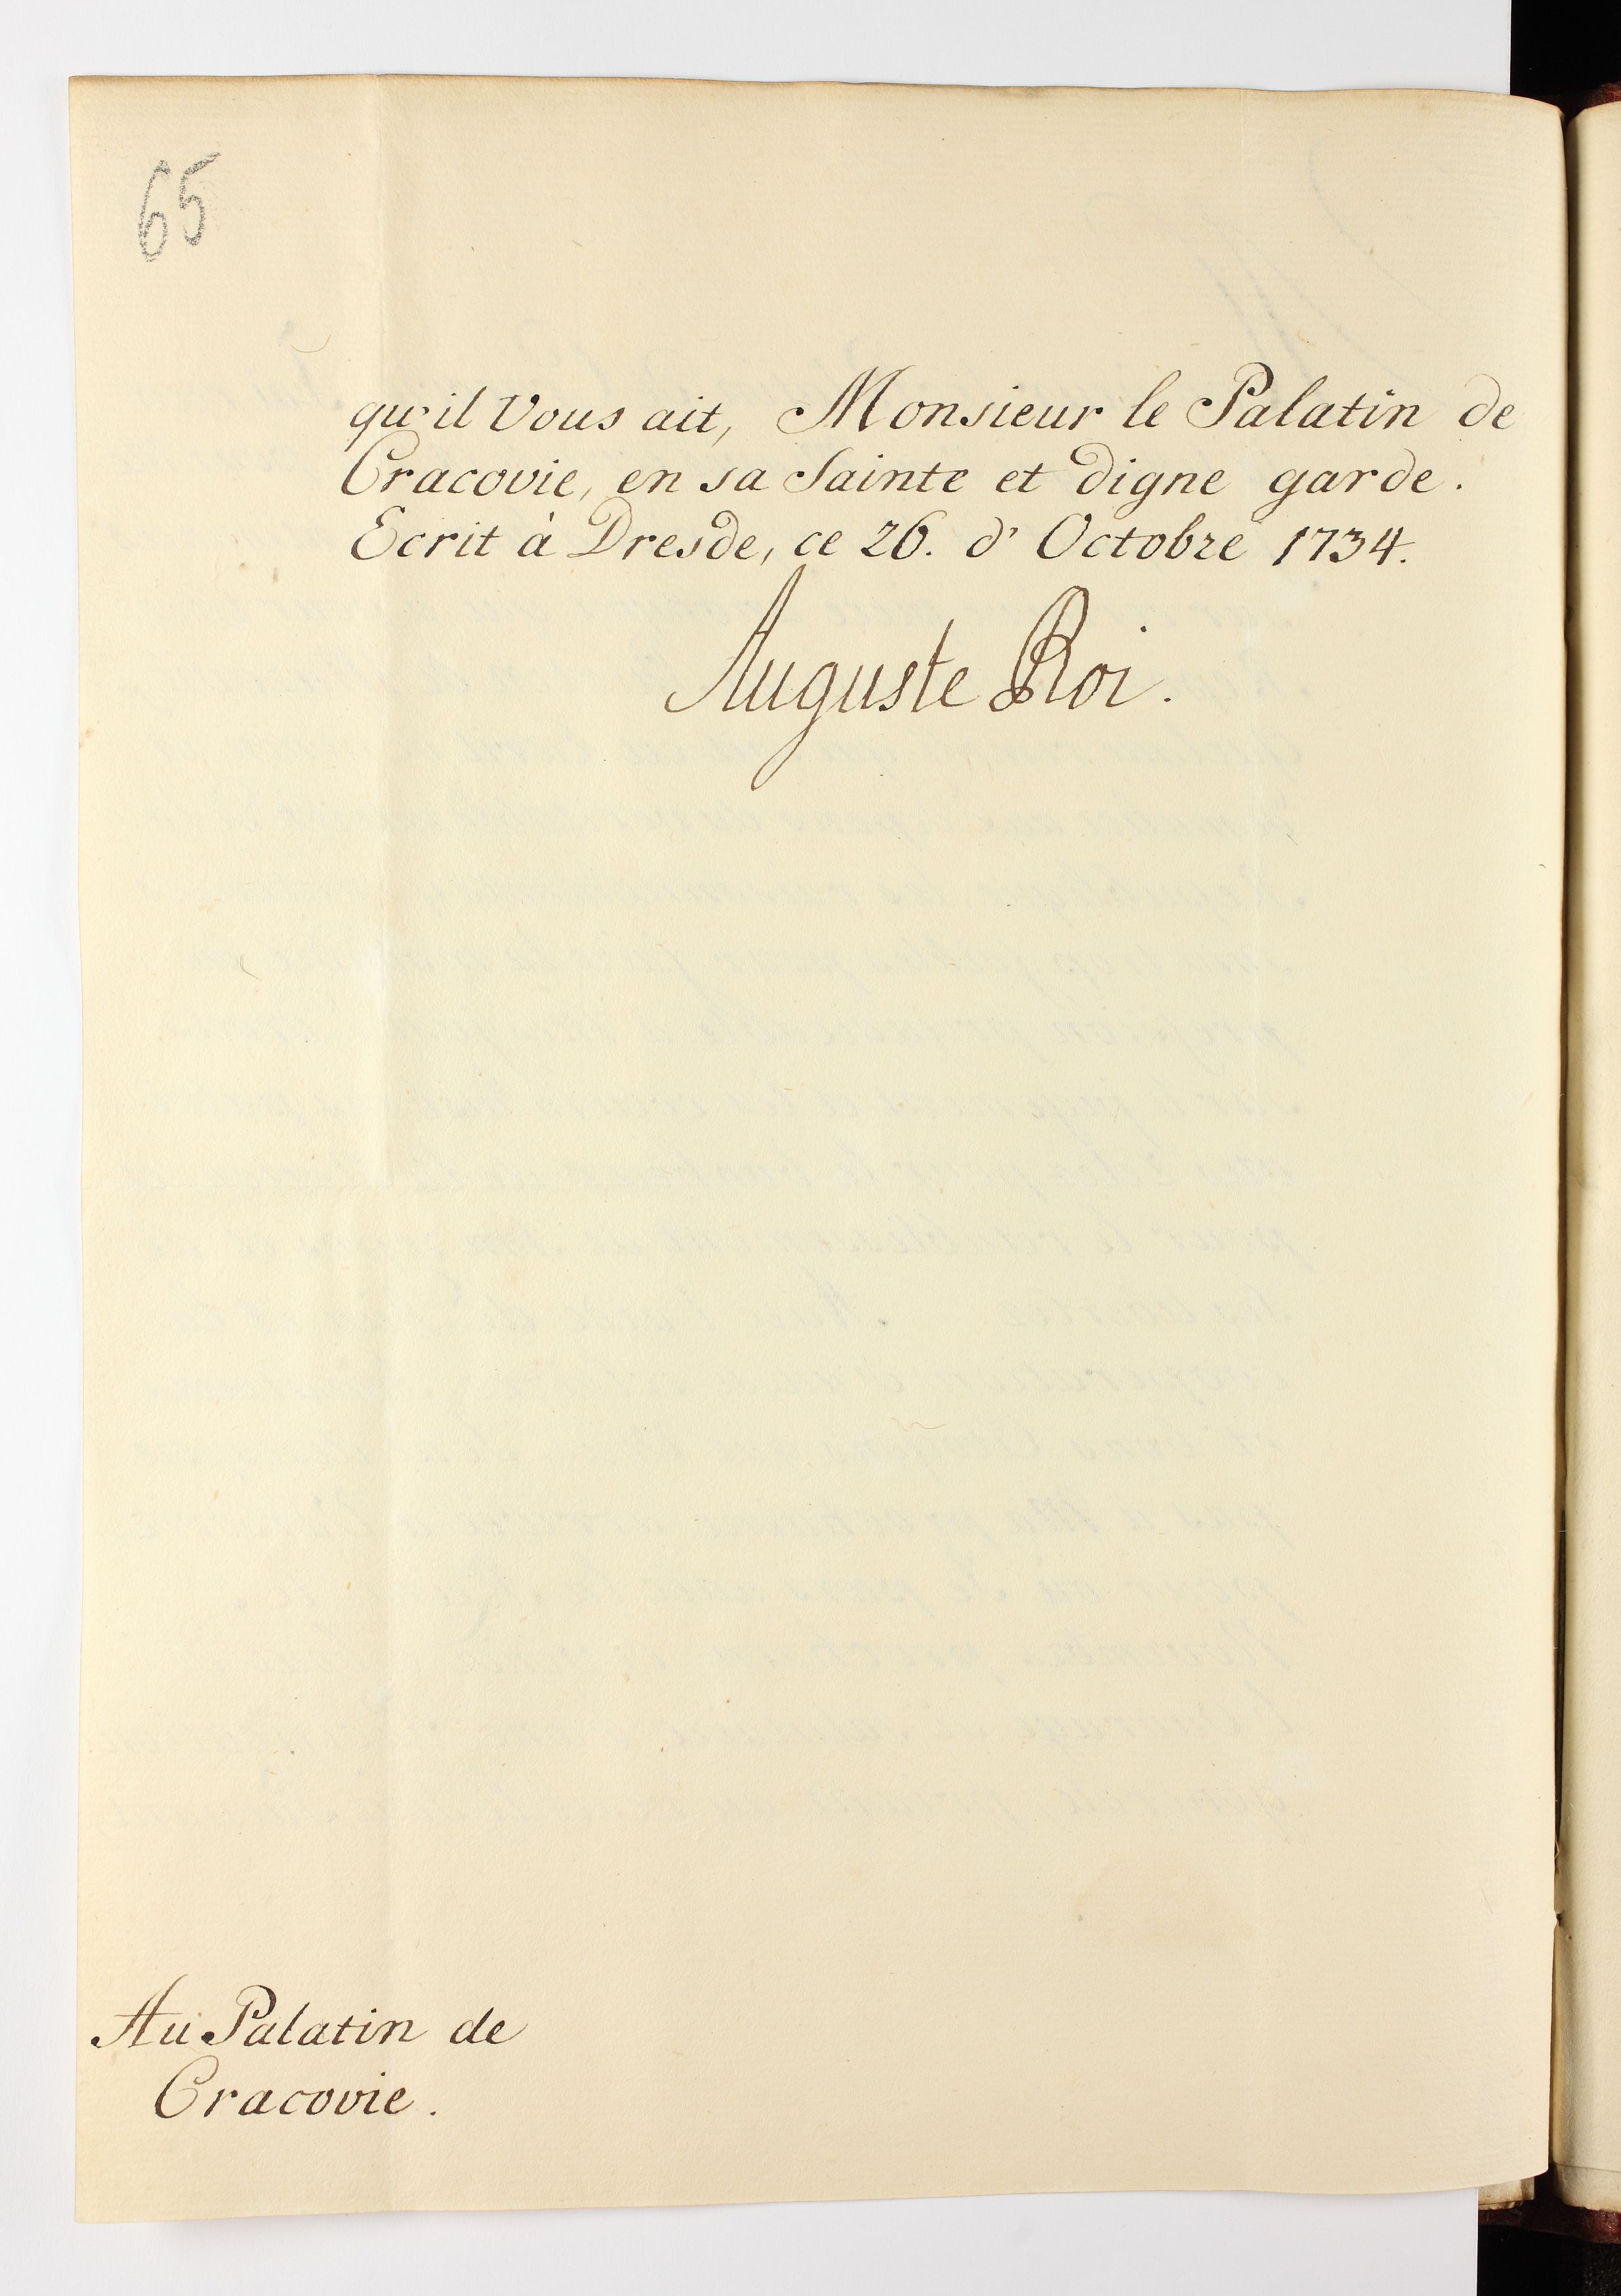 65
qu'il Vous ait, Monsieur le Palatin de
Cracovie, en sa Sainte et digne garde.
Ecrit à Dresde, ce 26. d'Octobre 1734.
Auguste Roi.
Au Palatin de
Cracovie.